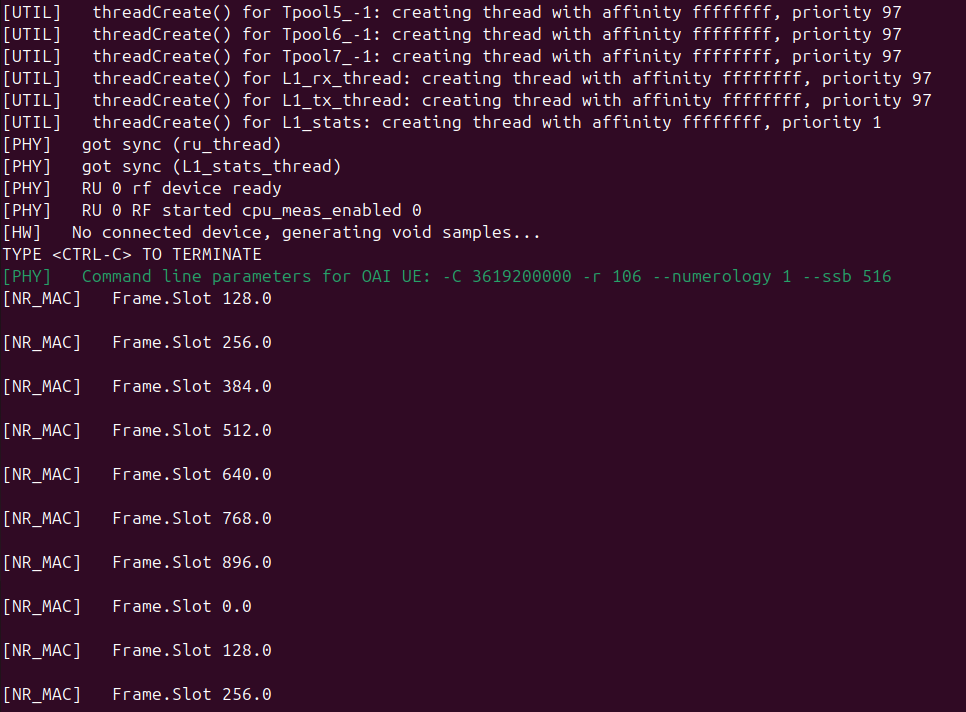 [UTIL]   threadCreate() for Tpool5_-1: creating thread with affinity ffffffff, priority 97
[UTIL]   threadCreate() for Tpool6_-1: creating thread with affinity ffffffff, priority 97
[UTIL]   threadCreate() for Tpool7_-1: creating thread with affinity ffffffff, priority 97
[UTIL]   threadCreate() for L1_rx_thread: creating thread with affinity ffffffff, priority 97
[UTIL]   threadCreate() for L1_tx_thread: creating thread with affinity ffffffff, priority 97
[UTIL]   threadCreate() for L1_stats: creating thread with affinity ffffffff, priority 1
[PHY]   got sync (ru_thread)
[PHY]   got sync (L1_stats_thread)
[PHY]   RU 0 rf device ready
[PHY]   RU 0 RF started cpu_meas_enabled 0
[HW]   No connected device, generating void samples...
TYPE <CTRL-C> TO TERMINATE
[PHY]   Command line parameters for OAI UE: -C 3619200000 -r 106 --numerology 1 --ssb 516
[NR_MAC]   Frame.Slot 128.0
[NR_MAC]   Frame.Slot 256.0
[NR_MAC]   Frame.Slot 384.0
[NR_MAC]   Frame.Slot 512.0
[NR_MAC]   Frame.Slot 640.0
[NR_MAC]   Frame.Slot 768.0
[NR_MAC]   Frame.Slot 896.0
[NR_MAC]   Frame.Slot 0.0
[NR_MAC]   Frame.Slot 128.0
[NR_MAC]   Frame.Slot 256.0